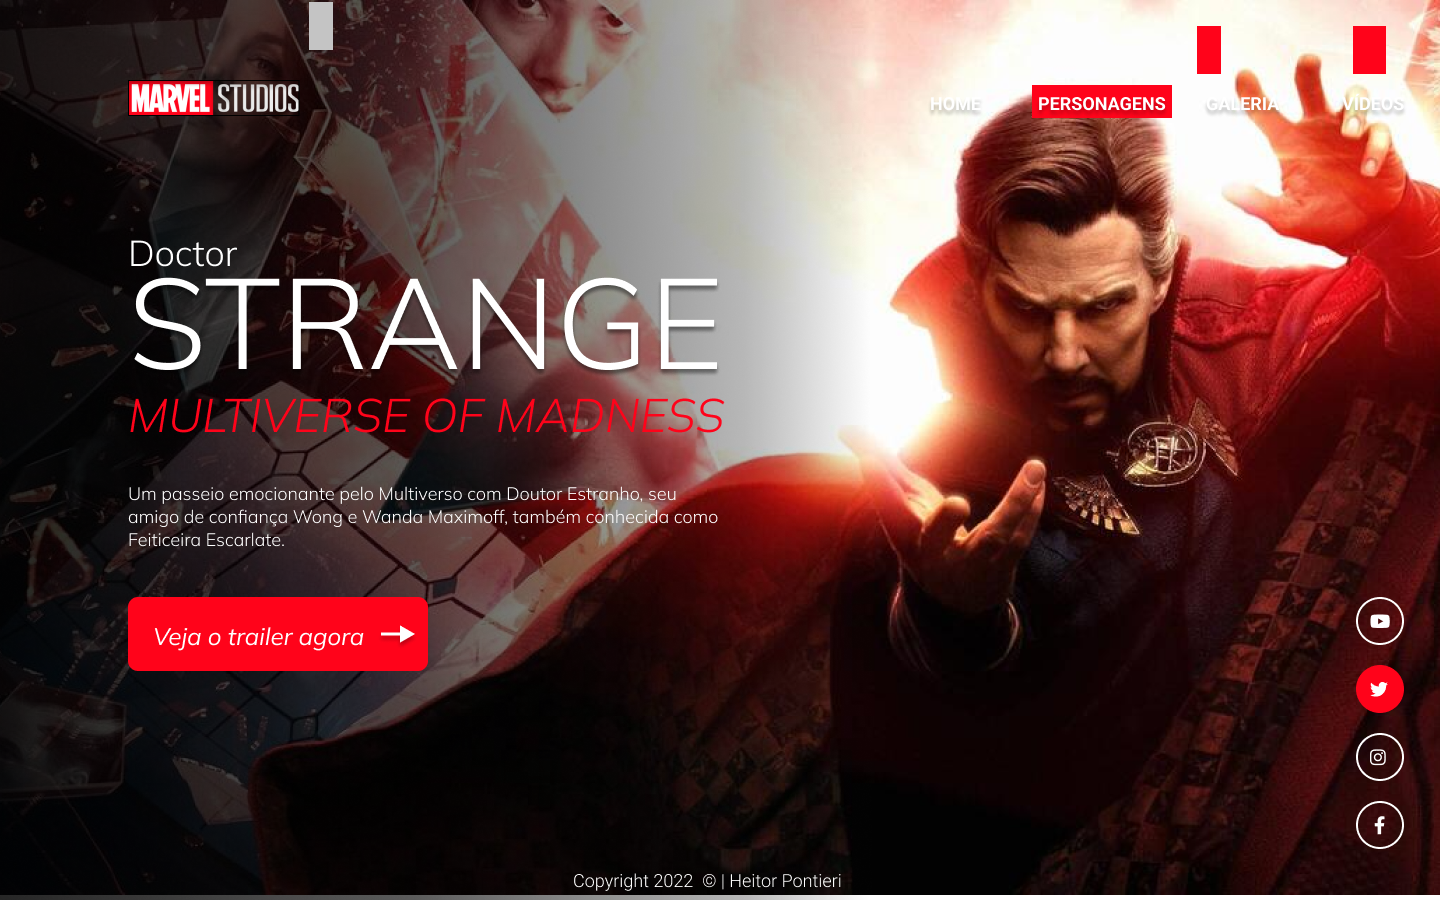 MARVEL STUDIOS
HOME PERSONAGENS GALERIA VIDEOS
Doctor
STRANGE
MULTIVERSE OF MADNESS
Um passeio emocionante pelo Multiverso com Doutor Estranho, seu
amigo de confiança Wong e Wanda Maximoff, também conhecida como
Feiticeira Escarlate.
Veja o trailer agora
Copyright 2022 © | Heitor Pontieri